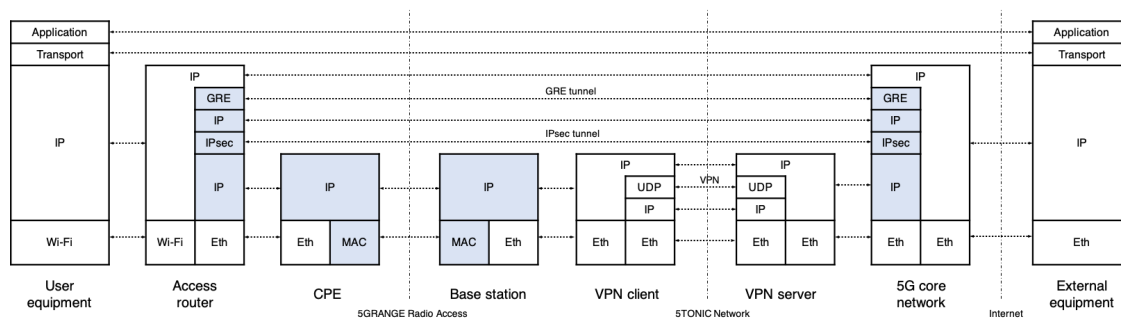 Application
Application
Transport
Transport
IP
IP
IP
IP
GRE
GRE tunnel
GRE
IP
IP
IPsec
IPsec tunnel
IPsec
IP
IP
IP
IP
IP
IP
UDP
VPN
UDP
IP
IP
Wi-Fi
Wi-Fi
Eth
Eth
MAC
MAC
Eth
Eth
Eth
Eth
Eth
Eth
Eth
Eth
User equipment
Access router
CPE
Base station
VPN client
VPN server
5G core network
External equipment
5GRANGE Radio Access
5TONIC Network
Internet